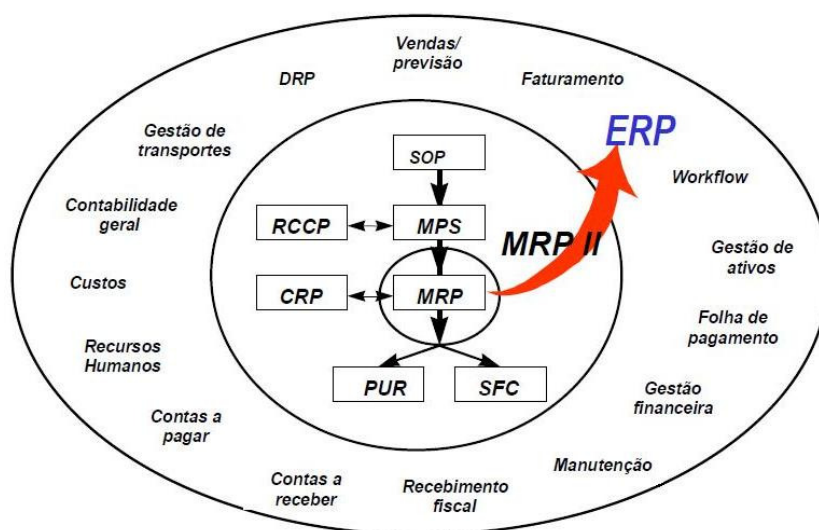 Vendas/
previsão
DRP
Faturamento
ERP
Gestão de
transportes
SOP
Workflow
Contabilidade
geral
RCCP
MPS
MRP II
Gestão de
ativos
Custos
CRP
MRP
Folha de
pagamento
Recursos
Humanos
PUR
SFC
Gestão
financeira
Contas a
pagar
Manutenção
Contas a
receber
Recebimento
fiscal